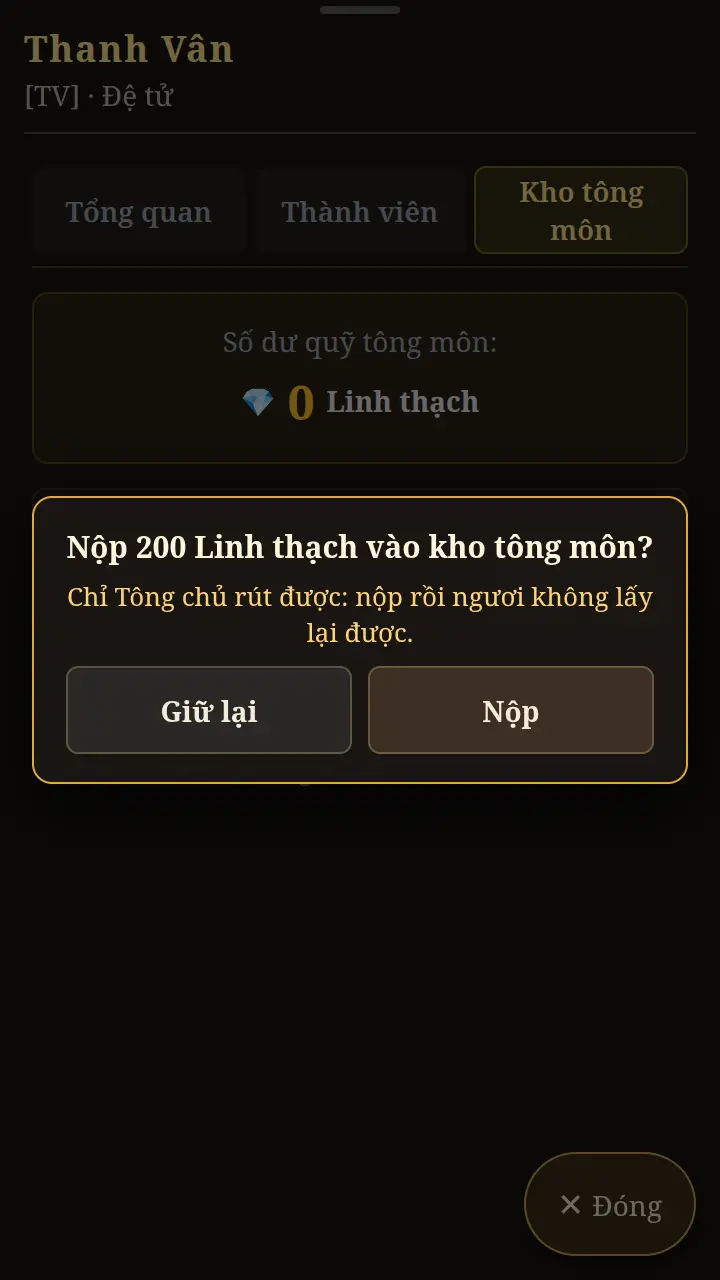 Thanh Vân
[TV] · Đệ tử
Tổng quan
Thành viên
Kho tông
môn
Số dư quỹ tông môn:
0 Linh thạch
Nộp 200 Linh thạch vào kho tông môn?
Chỉ Tông chủ rút được: nộp rồi ngươi không lấy
lại được.
Giữ lại
Nộp
✕ Đóng